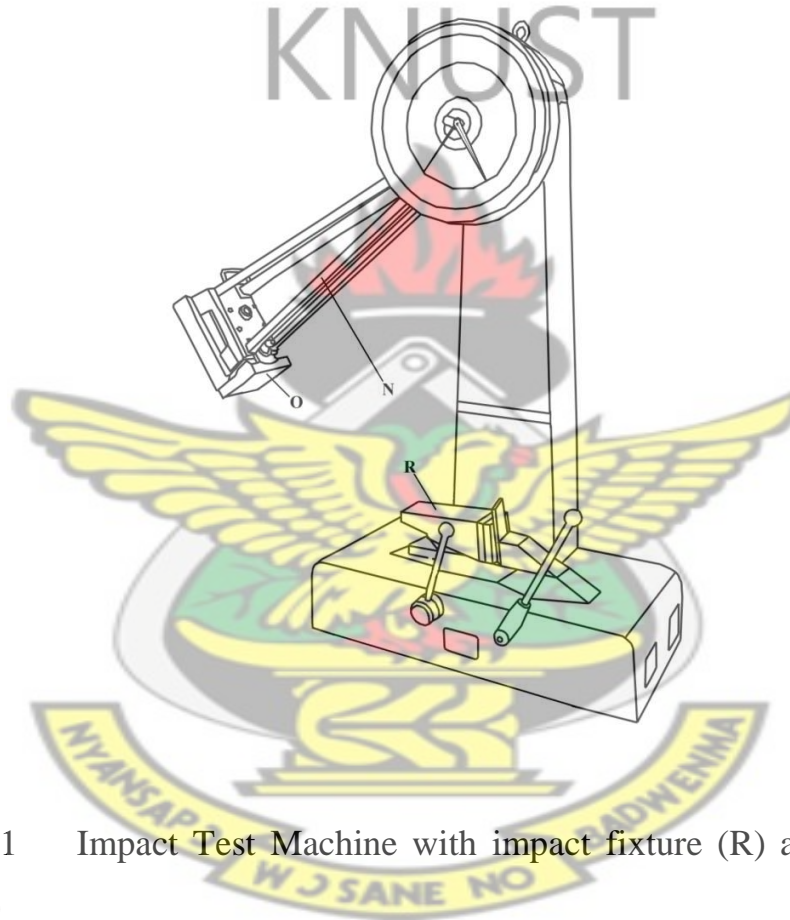 KNUST
O
N
R
1 Impact Test Machine with impact fixture (R) a
NYANSAP
BADWENMA
W Ɔ SANE NO